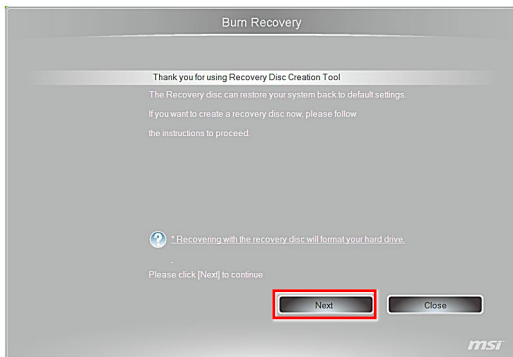 Burn Recovery
Thank you for using Recovery Disc Creation Tool
The Recovery disc can restore your system back to default settings.
If you want to create a recovery disc now, please follow
the instructions to proceed.
* Recovering with the recovery disc will format your hard drive.
.
Please click [Next] to continue
Next Close
msi